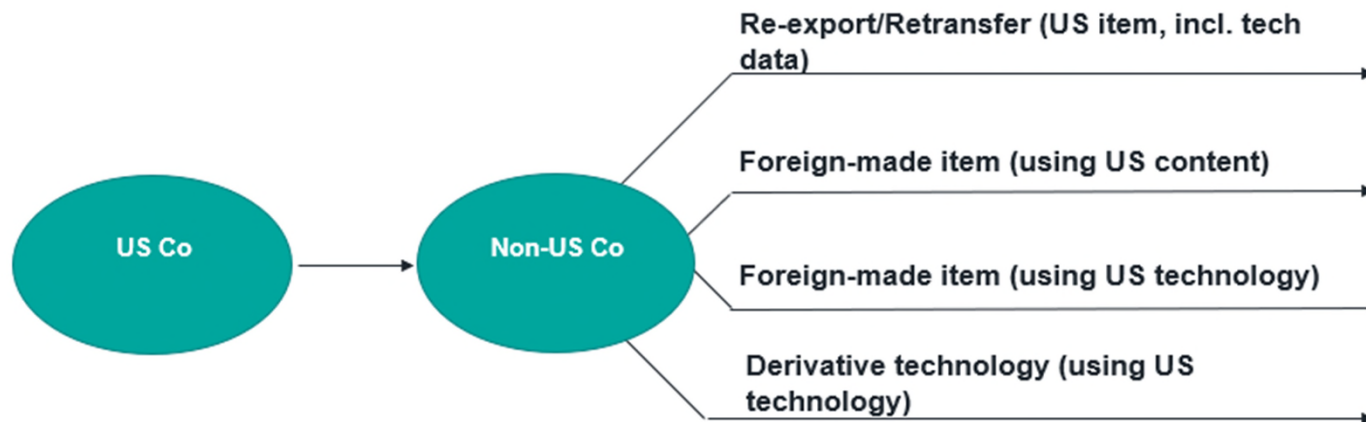 Re-export/Retransfer (US item, incl. tech
data)
Foreign-made item (using US content)
US Co
Non-US Co
Foreign-made item (using US technology)
Derivative technology (using US
technology)